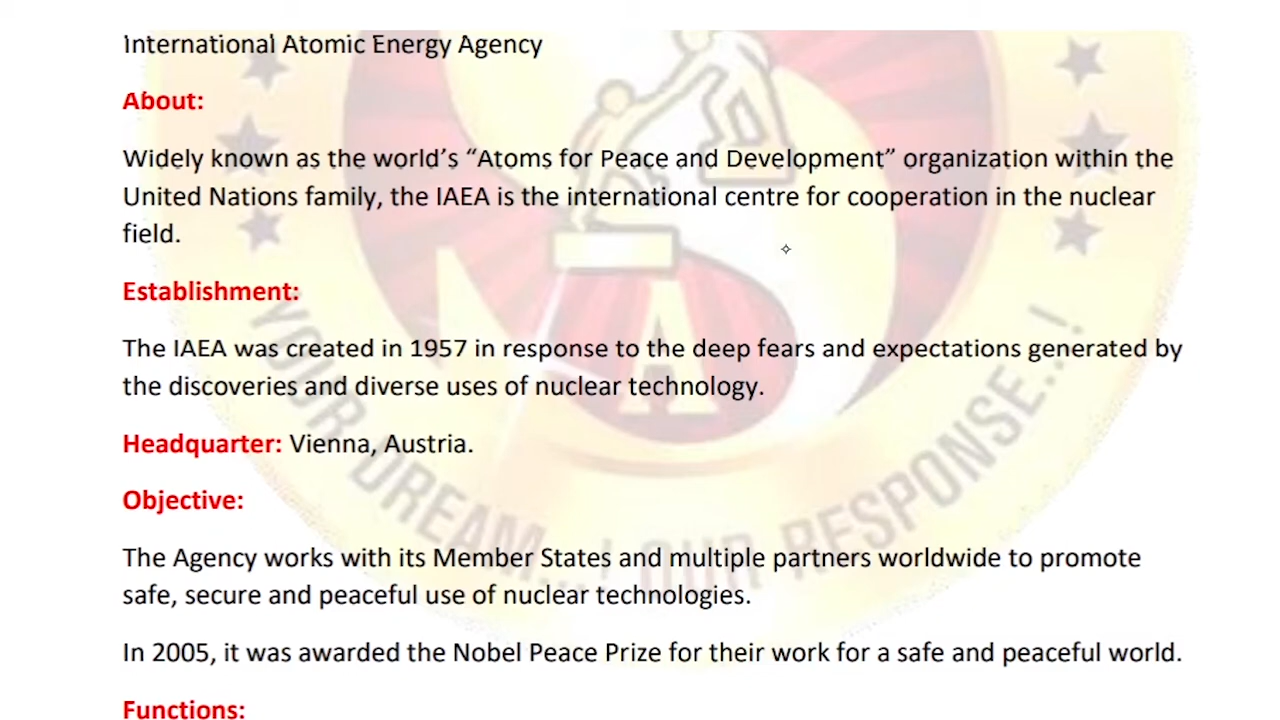 International Atomic Energy Agency
About:
Widely known as the world's “Atoms for Peace and Development” organization within the
United Nations family, the IAEA is the international centre for cooperation in the nuclear
field.
Establishment:
The IAEA was created in 1957 in response to the deep fears and expectations generated by
the discoveries and diverse uses of nuclear technology.
Headquarter: Vienna, Austria.
Objective:
The Agency works with its Member States and multiple partners worldwide to promote
safe, secure and peaceful use of nuclear technologies.
In 2005, it was awarded the Nobel Peace Prize for their work for a safe and peaceful world.
Functions:
YOUR DREAM...! OUR RESPONSE...!
A